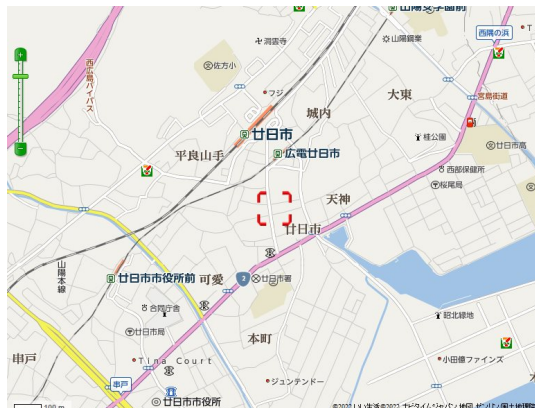 山陽女学園前
洞雲寺
山陽鋼業
西隅の浜
T
西広島バイパス
佐方小
フジ
城内
大東
宮島街道
廿日市
桂公園
廿日市高
平良山手
広電廿日市
西部保健所
桜尾局
天神
廿日市
山陽本線
廿日市市役所前
可愛
2
廿日市署
合同庁舎
昭北緑地
廿日市局
本町
串戸
Tina Court
小田億ファインズ
串戸
ジュンテンドー
廿日市市役所
100 m